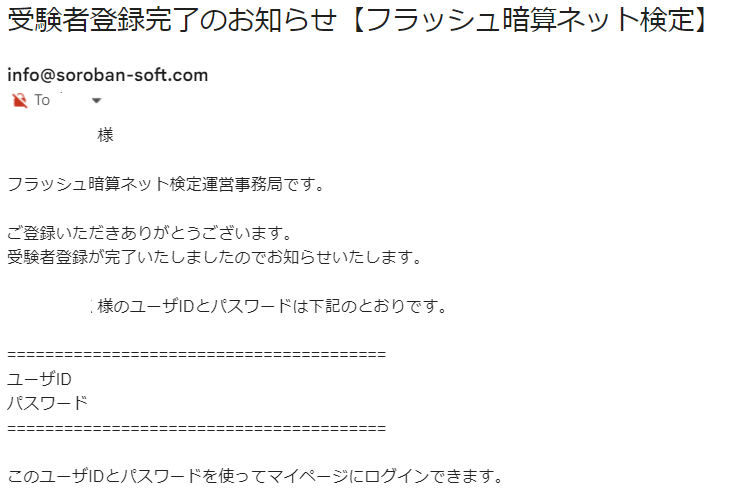 受験者登録完了のお知らせ【フラッシュ暗算ネット検定】
info@soroban-soft.com
To
様
フラッシュ暗算ネット検定運営事務局です。
ご登録いただきありがとうございます。
受験者登録が完了いたしましたのでお知らせいたします。
様のユーザIDとパスワードは下記のとおりです。
========================================
ユーザID
パスワード
========================================
このユーザIDとパスワードを使ってマイページにログインできます。